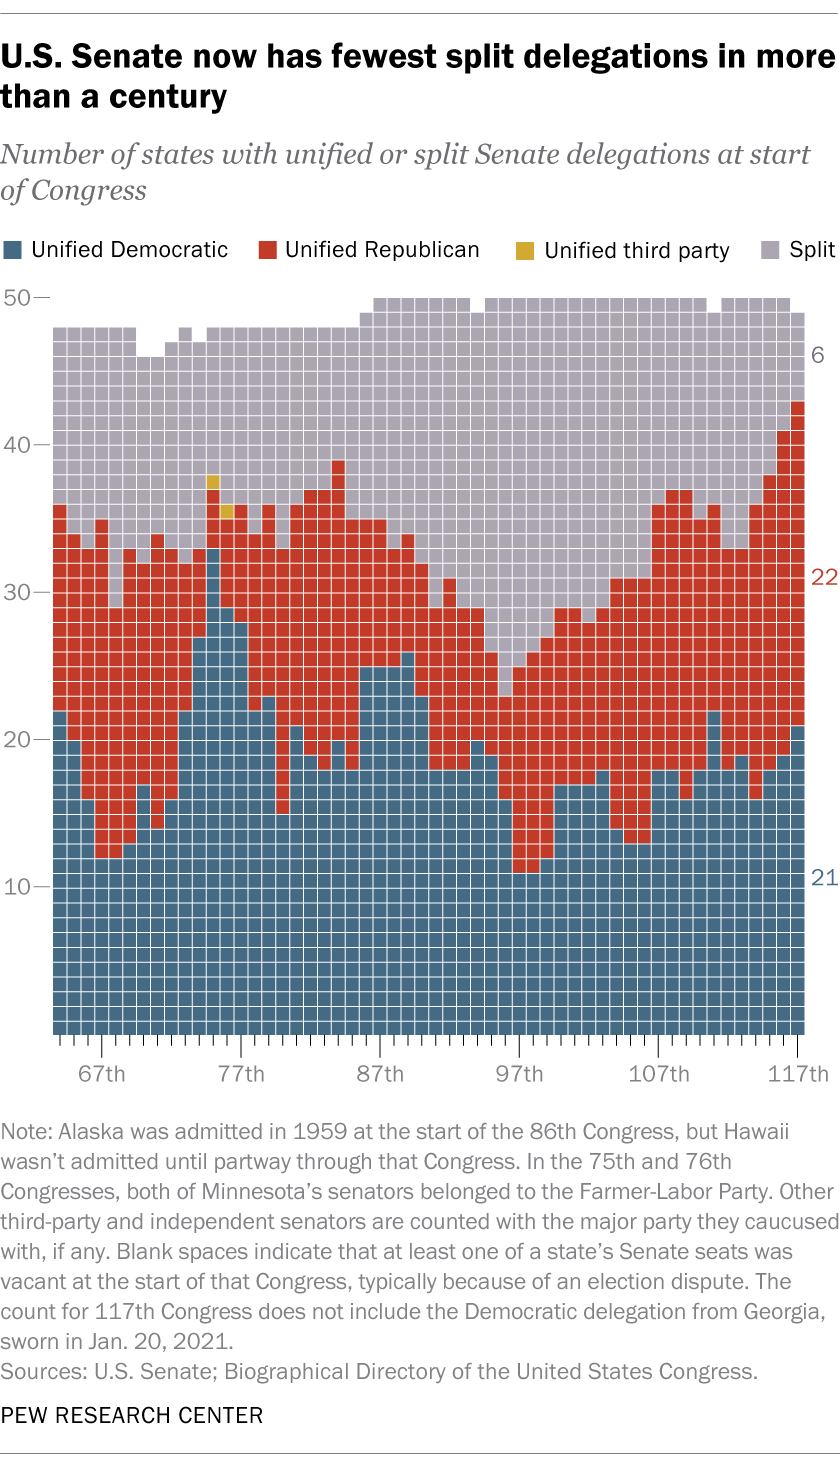 U.S. Senate now has fewest split delegations in more
than a century
Number of states with unified or split Senate delegations at start
of Congress
Unified Democratic Unified Republican Unified third party Split
50
6
40
30
22
20
21
10
67th 77th 87th 97th 107th 117th
Note: Alaska was admitted in 1959 at the start of the 86th Congress, but Hawaii
wasn’t admitted until partway through that Congress. In the 75th and 76th
Congresses, both of Minnesota’s senators belonged to the Farmer-Labor Party. Other
third-party and independent senators are counted with the major party they caucused
with, if any. Blank spaces indicate that at least one of a state’s Senate seats was
vacant at the start of that Congress, typically because of an election dispute. The
count for 117th Congress does not include the Democratic delegation from Georgia,
sworn in Jan. 20, 2021.
Sources: U.S. Senate; Biographical Directory of the United States Congress.
PEW RESEARCH CENTER